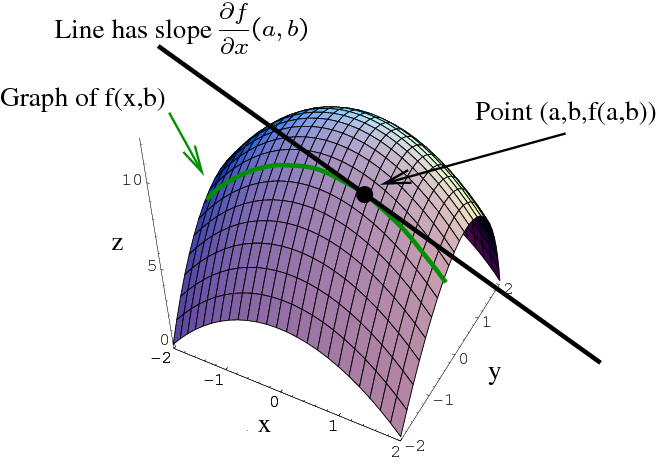 Line has slope ∂f/∂x (a, b)
Graph of f(x,b)
Point (a,b,f(a,b))
10
z
5
0
-2
-1
0
x
1
2
-2
-1
0
y
1
2